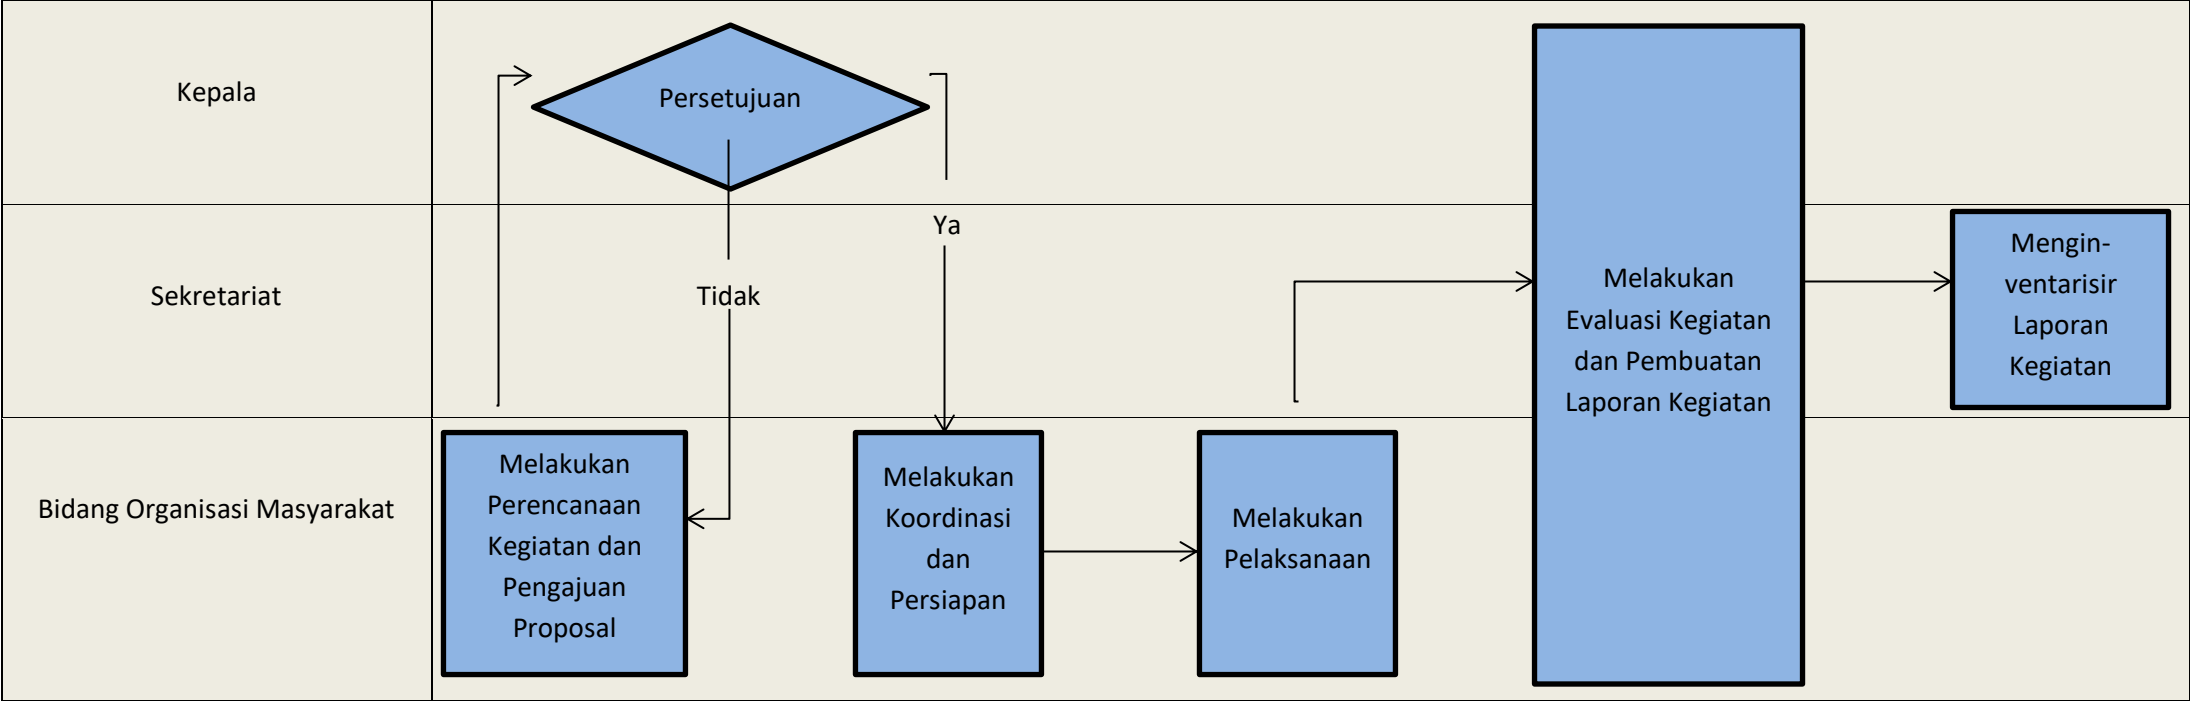 Kepala
Persetujuan
Ya
Sekretariat
Tidak
Melakukan
Evaluasi Kegiatan
dan Pembuatan
Laporan Kegiatan
Mengin-
ventarisir
Laporan
Kegiatan
Bidang Organisasi Masyarakat
Melakukan
Perencanaan
Kegiatan dan
Pengajuan
Proposal
Melakukan
Koordinasi
dan
Persiapan
Melakukan
Pelaksanaan